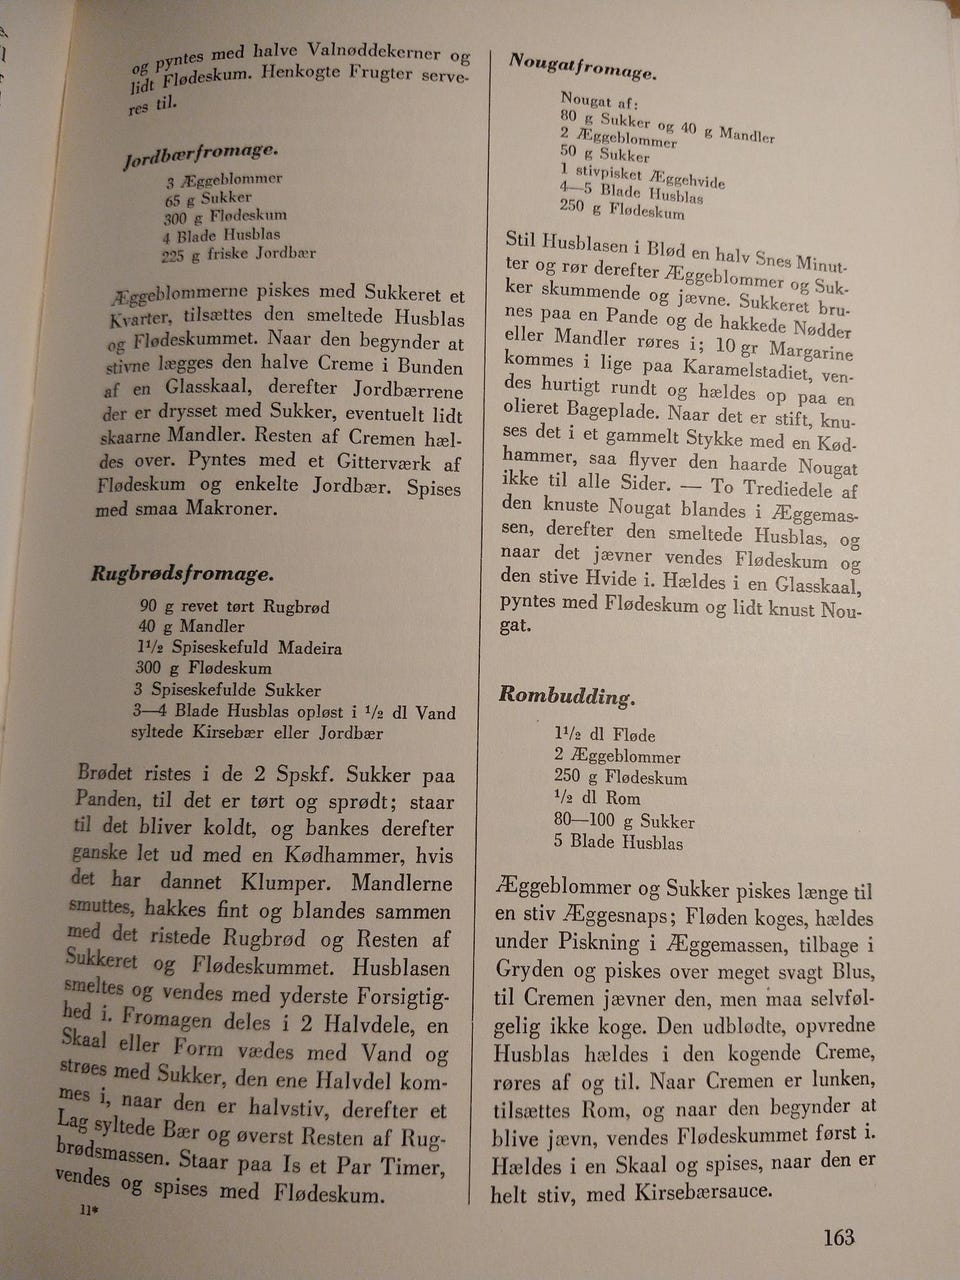 og pyntes med halve Valnøddekerner og
lidt Flødeskum. Henkogte Frugter serve-
res til.
Jordbærfromage.
3 Æggeblommer
65 g Sukker
300 g Flødeskum
4 Blade Husblas
225 g friske Jordbær
Æggeblommerne piskes med Sukkeret et
Kvarter, tilsættes den smeltede Husblas
og Flødeskummet. Naar den begynder at
stivne lægges den halve Creme i Bunden
af en Glasskaal, derefter Jordbærrene
der er drysset med Sukker, eventuelt lidt
skaarne Mandler. Resten af Cremen hæl-
des over. Pyntes med et Gitterværk af
Flødeskum og enkelte Jordbær. Spises
med smaa Makroner.
Rugbrødsfromage.
90 g revet tørt Rugbrød
40 g Mandler
1½ Spiseskefuld Madeira
300 g Flødeskum
3 Spiseskefulde Sukker
3—4 Blade Husblas opløst i ½ dl Vand
syltede Kirsebær eller Jordbær
Brødet ristes i de 2 Spskf. Sukker paa
Panden, til det er tørt og sprødt; staar
til det bliver koldt, og bankes derefter
ganske let ud med en Kødhammer, hvis
det har dannet Klumper. Mandlerne
smuttes, hakkes fint og blandes sammen
med det ristede Rugbrød og Resten af
Sukkeret og Flødeskummet. Husblasen
smeltes og vendes med yderste Forsigtig-
hed i. Fromagen deles i 2 Halvdele, en
Skaal eller Form vædes med Vand og
strøes med Sukker, den ene Halvdel kom-
mes i, naar den er halvstiv, derefter et
Lag syltede Bær og øverst Resten af Rug-
brødsmassen. Staar paa Is et Par Timer,
vendes og spises med Flødeskum.
11*
Nougatfromage.
Nougat af:
80 g Sukker og 40 g Mandler
2 Æggeblommer
50 g Sukker
1 stivpisket Æggehvide
4—5 Blade Husblas
250 g Flødeskum
Stil Husblasen i Blød en halv Snes Minut-
ter og rør derefter Æggeblommer og Suk-
ker skummende og jævne. Sukkeret bru-
nes paa en Pande og de hakkede Nødder
eller Mandler røres i; 10 gr Margarine
kommes i lige paa Karamelstadiet, ven-
des hurtigt rundt og hældes op paa en
olieret Bageplade. Naar det er stift, knu-
ses det i et gammelt Stykke med en Kød-
hammer, saa flyver den haarde Nougat
ikke til alle Sider. — To Trediedele af
den knuste Nougat blandes i Æggemas-
sen, derefter den smeltede Husblas, og
naar det jævner vendes Flødeskum og
den stive Hvide i. Hældes i en Glasskaal,
pyntes med Flødeskum og lidt knust Nou-
gat.
Rombudding.
1½ dl Fløde
2 Æggeblommer
250 g Flødeskum
½ dl Rom
80—100 g Sukker
5 Blade Husblas
Æggeblommer og Sukker piskes længe til
en stiv Æggesnaps; Fløden koges, hældes
under Piskning i Æggemassen, tilbage i
Gryden og piskes over meget svagt Blus,
til Cremen jævner den, men maa selvføl-
gelig ikke koge. Den udblødte, opvredne
Husblas hældes i den kogende Creme,
røres af og til. Naar Cremen er lunken,
tilsættes Rom, og naar den begynder at
blive jævn, vendes Flødeskummet først i.
Hældes i en Skaal og spises, naar den er
helt stiv, med Kirsebærsauce.
163